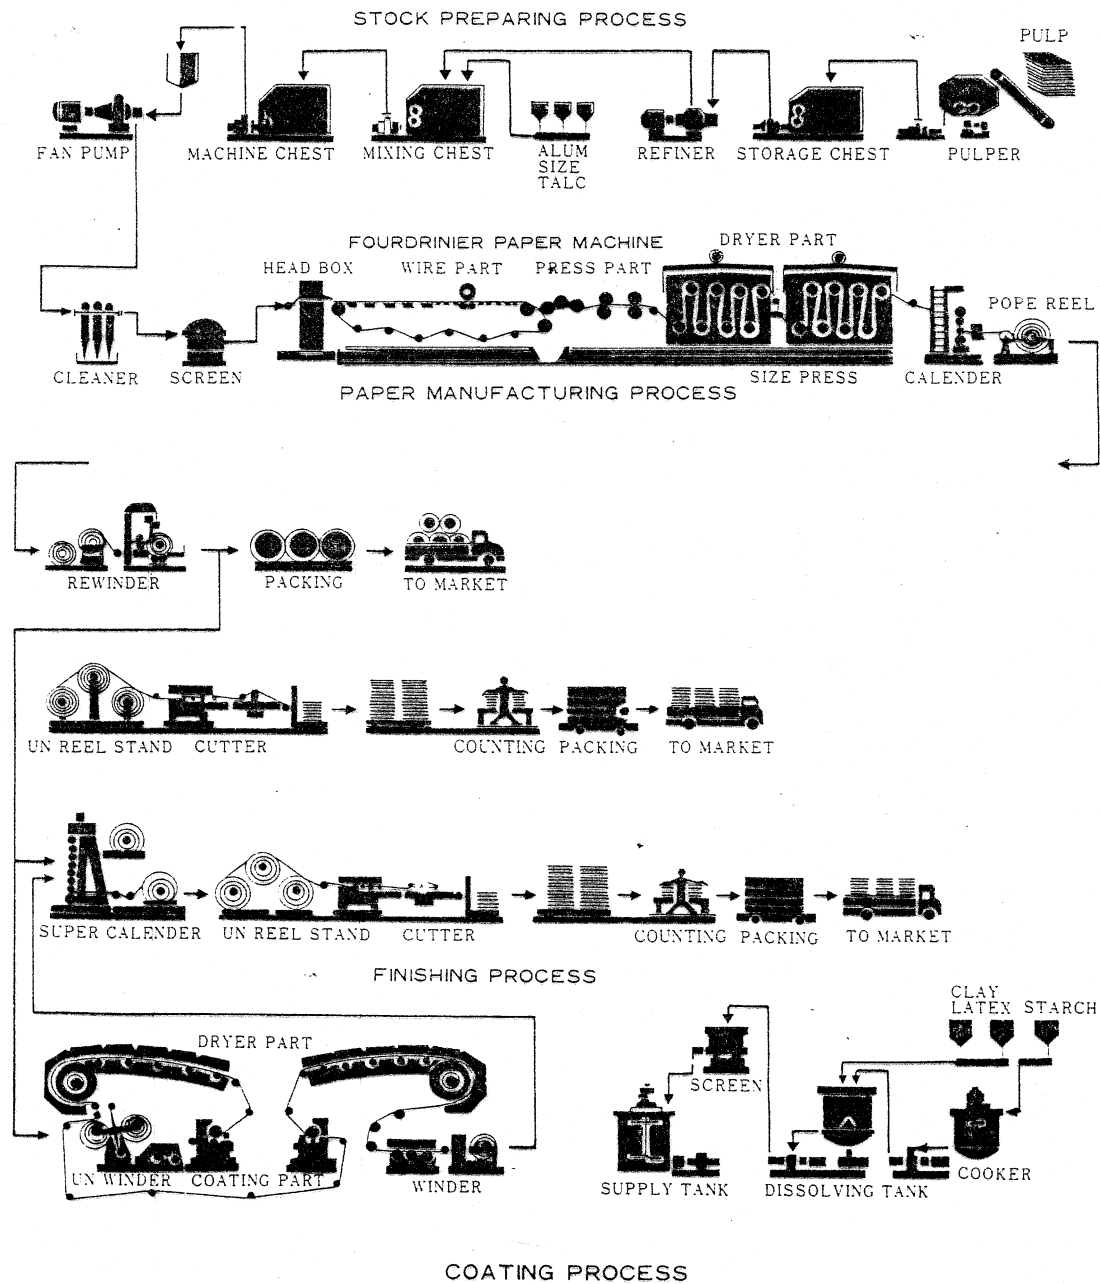 STOCK PREPARING PROCESS
PULP
FAN PUMP
MACHINE CHEST
MIXING CHEST
ALUM
SIZE
TALC
REFINER
STORAGE CHEST
PULPER
FOURDRINIER PAPER MACHINE
DRYER PART
HEAD BOX
WIRE PART
PRESS PART
POPE REEL
CLEANER
SCREEN
SIZE PRESS
CALENDER
PAPER MANUFACTURING PROCESS
REWINDER
PACKING
TO MARKET
UN REEL STAND
CUTTER
COUNTING
PACKING
TO MARKET
SUPER CALENDER
UN REEL STAND
CUTTER
COUNTING
PACKING
TO MARKET
FINISHING PROCESS
CLAY
LATEX
STARCH
DRYER PART
SCREEN
UN WINDER
COATING PART
WINDER
SUPPLY TANK
DISSOLVING TANK
COOKER
COATING PROCESS